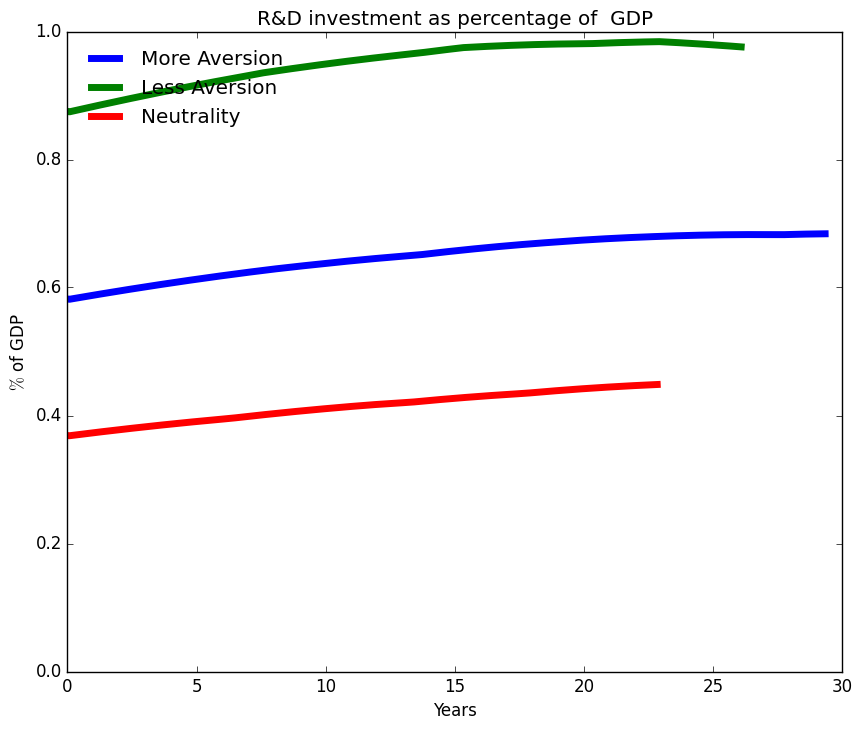 R&D investment as percentage of  GDP
1.0
0.8
0.6
0.4
0.2
0.0
% of GDP
More Aversion
Less Aversion
Neutrality
0 5 10 15 20 25 30
Years